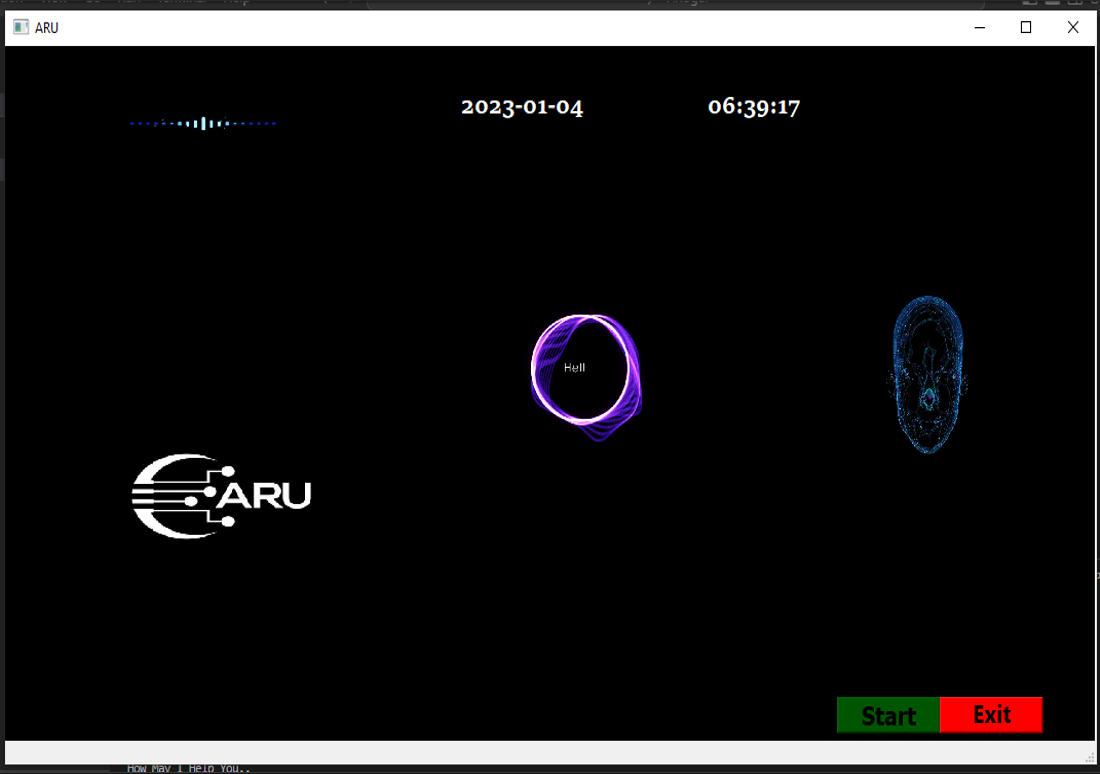 ARU
2023-01-04 06:39:17
Hell
ARU
Start Exit
How May I Help You..